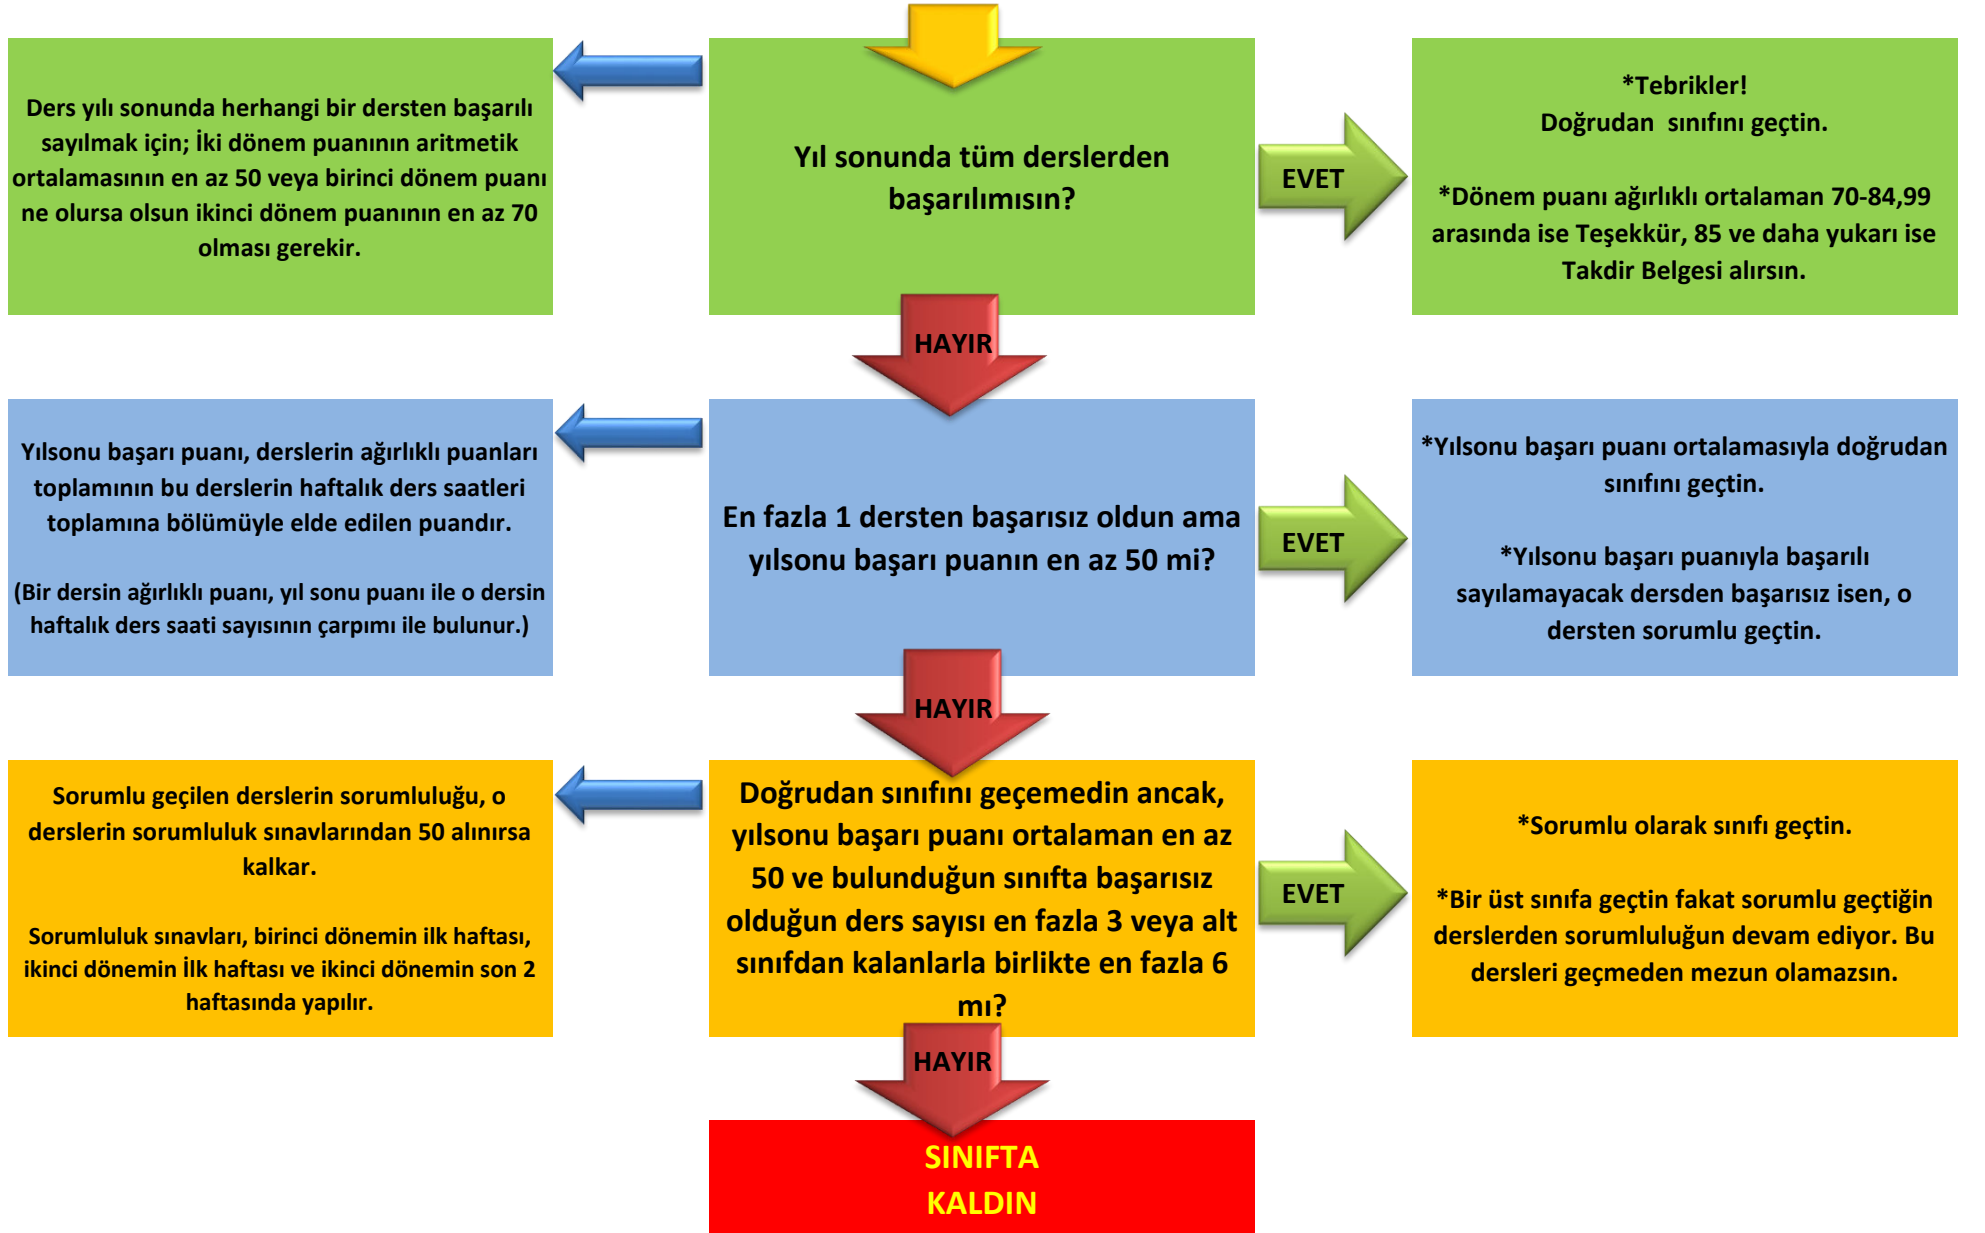 Ders yılı sonunda herhangi bir dersten başarılı
sayılmak için; İki dönem puanının aritmetik
ortalamasının en az 50 veya birinci dönem puanı
ne olursa olsun ikinci dönem puanının en az 70
olması gerekir.
Yıl sonunda tüm derslerden
başarılımısın?
EVET
*Tebrikler!
Doğrudan  sınıfını geçtin.
*Dönem puanı ağırlıklı ortalaman 70-84,99
arasında ise Teşekkür, 85 ve daha yukarı ise
Takdir Belgesi alırsın.
HAYIR
Yılsonu başarı puanı, derslerin ağırlıklı puanları
toplamının bu derslerin haftalık ders saatleri
toplamına bölümüyle elde edilen puandır.
(Bir dersin ağırlıklı puanı, yıl sonu puanı ile o dersin
haftalık ders saati sayısının çarpımı ile bulunur.)
En fazla 1 dersten başarısız oldun ama
yılsonu başarı puanın en az 50 mi?
EVET
*Yılsonu başarı puanı ortalamasıyla doğrudan
sınıfını geçtin.
*Yılsonu başarı puanıyla başarılı
sayılamayacak dersden başarısız isen, o
dersten sorumlu geçtin.
HAYIR
Sorumlu geçilen derslerin sorumluluğu, o
derslerin sorumluluk sınavlarından 50 alınırsa
kalkar.
Sorumluluk sınavları, birinci dönemin ilk haftası,
ikinci dönemin İlk haftası ve ikinci dönemin son 2
haftasında yapılır.
Doğrudan sınıfını geçemedin ancak,
yılsonu başarı puanı ortalaman en az
50 ve bulunduğun sınıfta başarısız
olduğun ders sayısı en fazla 3 veya alt
sınıfdan kalanlarla birlikte en fazla 6
mı?
EVET
*Sorumlu olarak sınıfı geçtin.
*Bir üst sınıfa geçtin fakat sorumlu geçtiğin
derslerden sorumluluğun devam ediyor. Bu
dersleri geçmeden mezun olamazsın.
HAYIR
SINIFTA
KALDIN